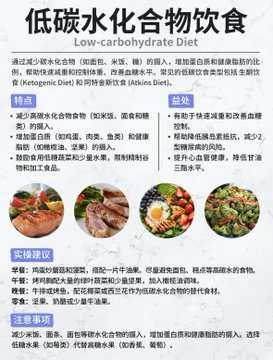 低碳水化合物饮食
Low-carbohydrate Diet
通过减少碳水化合物（如面包、米饭、糖）的摄入，增加蛋白质和健康脂肪的比
例，帮助快速减重和控制体重、改善血糖水平。常见的低碳饮食类型包括 生酮饮
食 (Ketogenic Diet) 和 阿特金斯饮食 (Atkins Diet)。
特点
• 减少高碳水化合物食物（如米饭、面食和糖
类）的摄入。
• 增加蛋白质（如鸡蛋、肉类、鱼类）和健康
脂肪（如橄榄油、坚果）的摄入。
• 鼓励食用低糖蔬菜和少量水果，限制精制谷
物和加工食品。
益处
• 有助于快速减重和改善血糖
控制。
• 帮助降低胰岛素抵抗，减少2
型糖尿病的风险。
• 提升心血管健康，降低甘油
三酯水平。
实操建议
早餐：鸡蛋炒蘑菇和菠菜，搭配一片牛油果。尽量避免面包、糕点等高碳水的食物。
午餐：烤鸡胸配大量的绿叶蔬菜和少量坚果，加入橄榄油调味。
晚餐：牛排或烤鱼，配花椰菜或西兰花作为低碳水化合物的替代食材。
零食：坚果、奶酪或少量牛油果。
注意事项
减少米饭、面条、面包等碳水化合物的摄入，增加蛋白质和健康脂肪的摄入。选择
低糖水果（如莓类）代替高糖水果（如香蕉、葡萄）。